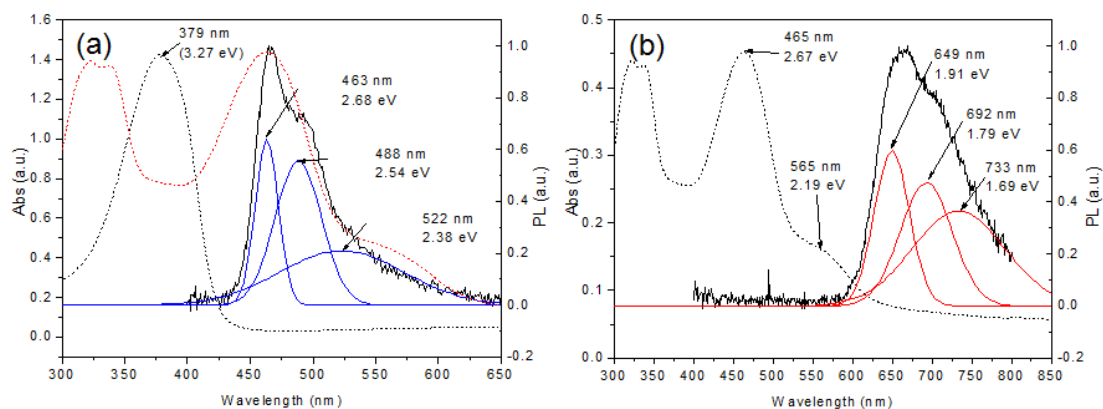 (a)
379 nm
(3.27 eV)
463 nm
2.68 eV
488 nm
2.54 eV
522 nm
2.38 eV
Abs (a.u.)
1.6
1.4
1.2
1.0
0.8
0.6
0.4
0.2
0.0
PL (a.u.)
1.0
0.8
0.6
0.4
0.2
0.0
-0.2
300 350 400 450 500 550 600 650
Wavelength (nm)
(b)
465 nm
2.67 eV
649 nm
1.91 eV
692 nm
1.79 eV
733 nm
1.69 eV
565 nm
2.19 eV
Abs (a.u.)
0.5
0.4
0.3
0.2
0.1
0.0
PL (a.u.)
1.0
0.8
0.6
0.4
0.2
0.0
-0.2
300 350 400 450 500 550 600 650 700 750 800 850
Wavelength (nm)